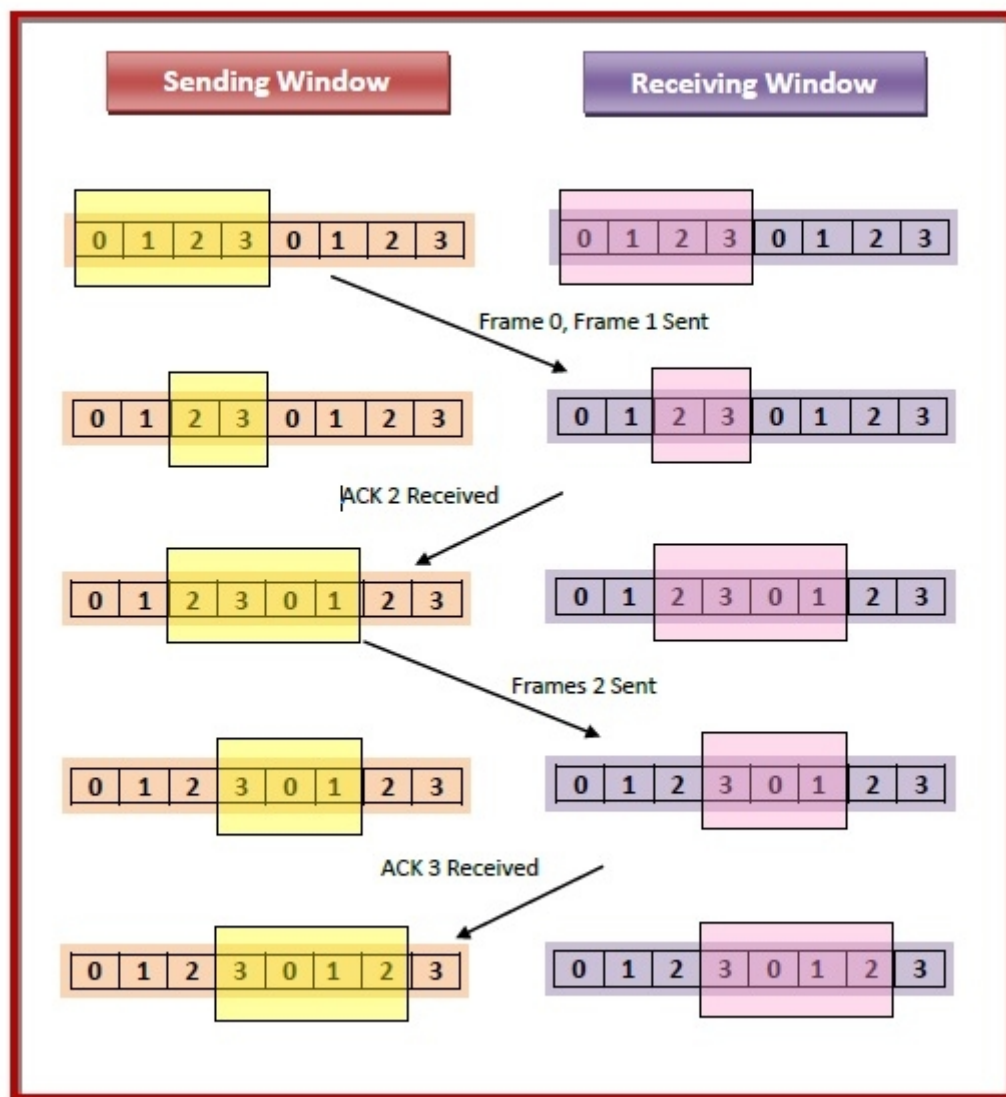 Sending Window Receiving Window
0 1 2 3 0 1 2 3 0 1 2 3 0 1 2 3
Frame 0, Frame 1 Sent
0 1 2 3 0 1 2 3 0 1 2 3 0 1 2 3
ACK 2 Received
0 1 2 3 0 1 2 3 0 1 2 3 0 1 2 3
Frames 2 Sent
0 1 2 3 0 1 2 3 0 1 2 3 0 1 2 3
ACK 3 Received
0 1 2 3 0 1 2 3 0 1 2 3 0 1 2 3